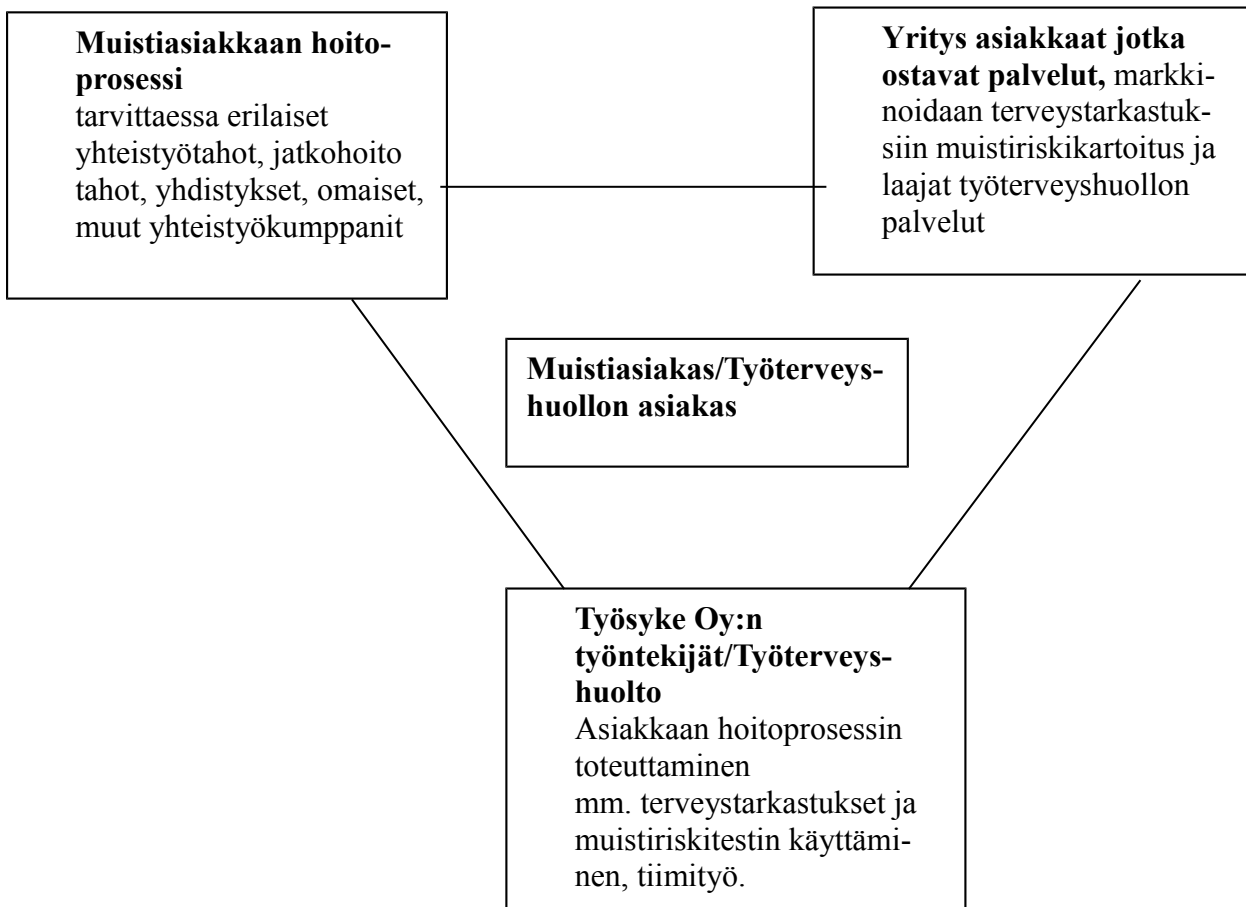 Muistiasiakkaan hoito-
prosessi
tarvittaessa erilaiset
yhteistyötahot, jatkohoito
tahot, yhdistykset, omaiset,
muut yhteistyökumppanit
Yritys asiakkaat jotka
ostavat palvelut, markki-
noidaan terveystarkastuk-
siin muistiriskikartoitus ja
laajat työterveyshuollon
palvelut
Muistiasiakas/Työterveys-
huollon asiakas
Työsyke Oy:n
työntekijät/Työterveys-
huolto
Asiakkaan hoitoprosessin
toteuttaminen
mm. terveystarkastukset ja
muistiriskitestin käyttämi-
nen, tiimityö.